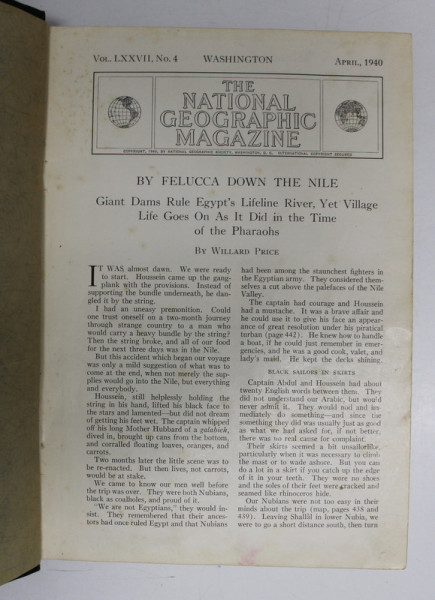 VOL. LXXVII, No. 4 WASHINGTON APRIL, 1940
THE
NATIONAL
GEOGRAPHIC
MAGAZINE
COPYRIGHT, 1940, BY NATIONAL GEOGRAPHIC SOCIETY, WASHINGTON, D. C. INTERNATIONAL COPYRIGHT SECURED
BY FELUCCA DOWN THE NILE
Giant Dams Rule Egypt's Lifeline River, Yet Village
Life Goes On As It Did in the Time
of the Pharaohs
BY WILLARD PRICE
IT WAS almost dawn. We were ready
to start. Houssein came up the gang-
plank with the provisions. Instead of
supporting the bundle underneath, he dan-
gled it by the string.
I had an uneasy premonition. Could
one trust oneself on a two-month journey
through strange country to a man who
would carry a heavy bundle by the string?
Then the string broke, and all of our food
for the next three days was in the Nile.
But this accident which began our voyage
was only a mild suggestion of what was to
come at the end, when not merely the sup-
plies would go into the Nile, but everything
and everybody.
Houssein, still helplessly holding the
string in his hand, lifted his black face to
the stars and lamented—but did not dream
of getting his feet wet. The captain whipped
off his long Mother Hubbard of a galabeah,
dived in, brought up cans from the bottom,
and corralled floating oranges, onions, and
carrots.
Two months later the little scene was to
be re-enacted. But then lives, not carrots,
would be at stake.
We came to know our men well before
the trip was over. They were both Nubians,
black as coalholes, and proud of it.
"We are not Egyptians," they would in-
sist. They remembered that their ances-
tors had once ruled Egypt and that Nubians
had been among the staunchest fighters in
the Egyptian army. They considered them-
selves a cut above the palefaces of the Nile
Valley.
The captain had courage and Houssein
had a mustache. It was a brave affair and
he could use it to give his face an appear-
ance of great resolution under his piratical
turban (page 442). He knew how to handle
a boat, if he could just remember in emer-
gencies, and he was a good cook, valet, and
lady's maid. He kept the decks shining.
BLACK SAILORS IN SKIRTS
Captain Abdul and Houssein had about
twenty English words between them. They
did not understand our Arabic, but would
never admit it. They would nod and im-
mediately do something—and since the
something they did was usually just as good
as what we had asked for, if not better,
there was no real cause for complaint.
Their skirts seemed a bit unsailorlike,
particularly when it was necessary to climb
the mast or to wade ashore. But you can
do a lot in a skirt if you catch up the edge
of it in your teeth. They wore no shoes
and the soles of their feet were cracked and
seamed like rhinoceros hide.
Our Nubians were not too easy in their
minds about the trip (map, pages 438 and
439). Leaving Shallâl in lower Nubia, we
were to go a short distance south, then turn